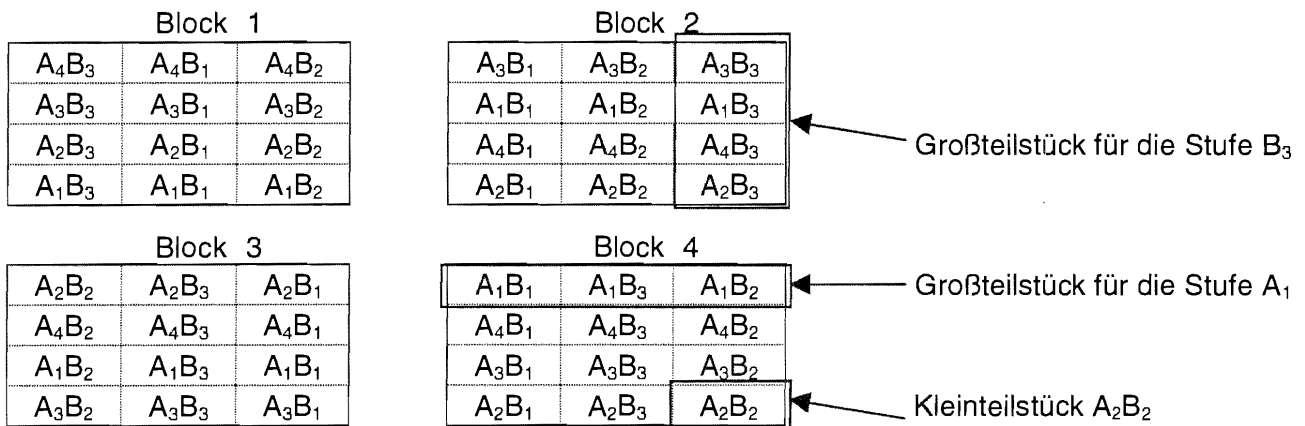 Block 1
A₄B₃ A₄B₁ A₄B₂
A₃B₃ A₃B₁ A₃B₂
A₂B₃ A₂B₁ A₂B₂
A₁B₃ A₁B₁ A₁B₂
Block 2
A₃B₁ A₃B₂ A₃B₃
A₁B₁ A₁B₂ A₁B₃
A₄B₁ A₄B₂ A₄B₃
A₂B₁ A₂B₂ A₂B₃
Großteilstück für die Stufe B₃
Block 3
A₂B₂ A₂B₃ A₂B₁
A₄B₂ A₄B₃ A₄B₁
A₁B₂ A₁B₃ A₁B₁
A₃B₂ A₃B₃ A₃B₁
Block 4
A₁B₁ A₁B₃ A₁B₂
A₄B₁ A₄B₃ A₄B₂
A₃B₁ A₃B₃ A₃B₂
A₂B₁ A₂B₃ A₂B₂
Großteilstück für die Stufe A₁
Kleinteilstück A₂B₂